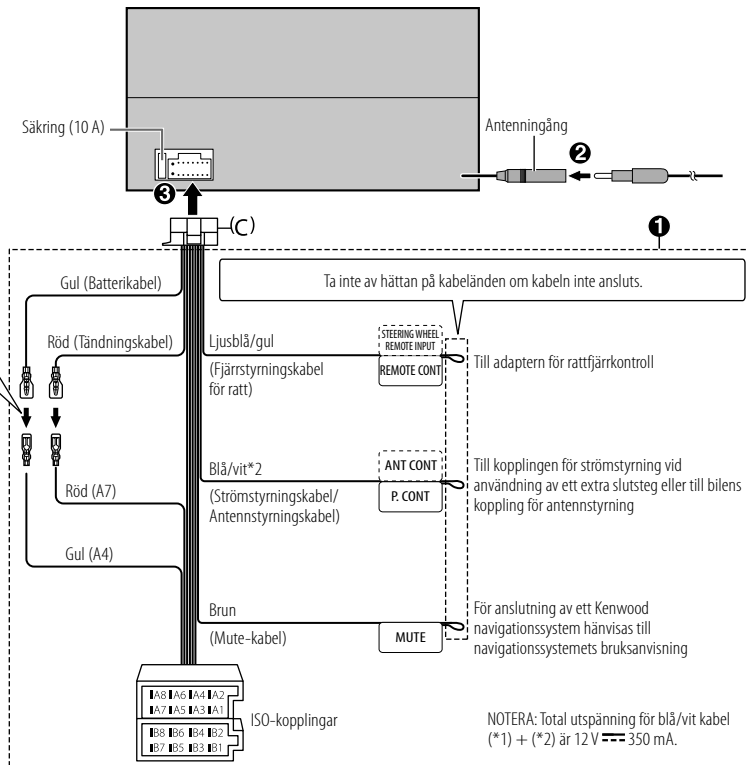 Säkring (10 A)
Antenningång
❷
❸
(C)
❶
Gul (Batterikabel)
Ta inte av hättan på kabeländen om kabeln inte ansluts.
Röd (Tändningskabel)
Ljusblå/gul
(Fjärrstyrningskabel
för ratt)
STEERING WHEEL
REMOTE INPUT
REMOTE CONT
Till adaptern för rattfjärrkontroll
Blå/vit*2
(Strömstyrningskabel/
Antennstyrningskabel)
ANT CONT
P. CONT
Till kopplingen för strömstyrning vid
användning av ett extra slutsteg eller till bilens
koppling för antennstyrning
Röd (A7)
Gul (A4)
Brun
(Mute-kabel)
MUTE
För anslutning av ett Kenwood
navigationssystem hänvisas till
navigationssystemets bruksanvisning
A8 A6 A4 A2
A7 A5 A3 A1
B8 B6 B4 B2
B7 B5 B3 B1
ISO-kopplingar
NOTERA: Total utspänning för blå/vit kabel
(*1) + (*2) är 12 V ⎓ 350 mA.